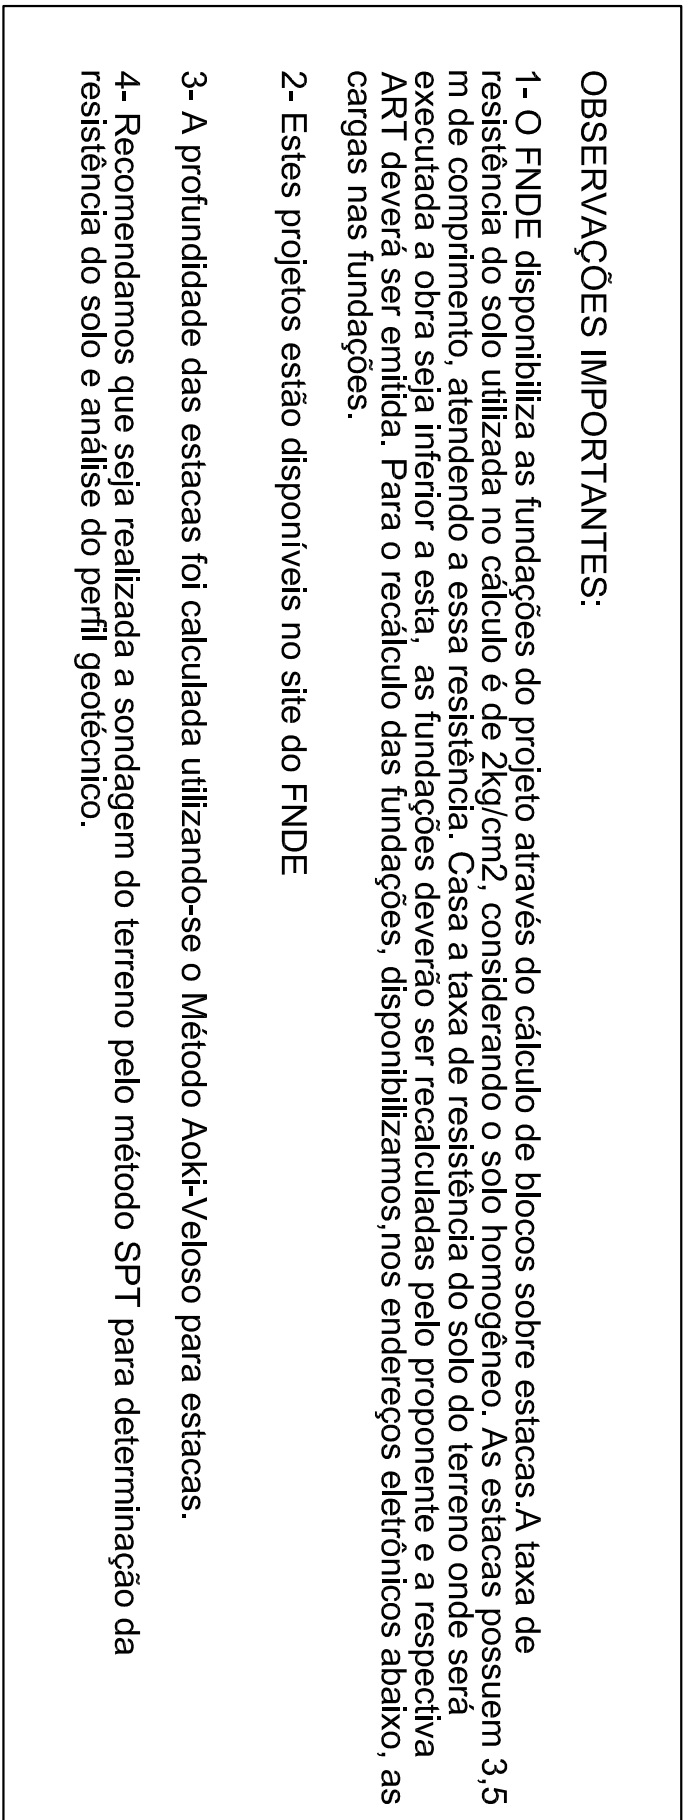 OBSERVAÇÕES IMPORTANTES:
1- O FNDE disponibiliza as fundações do projeto através do cálculo de blocos sobre estacas.A taxa de
resistência do solo utilizada no cálculo é de 2kg/cm2, considerando o solo homogêneo. As estacas possuem 3,5
m de comprimento, atendendo a essa resistência. Casa a taxa de resistência do solo do terreno onde será
executada a obra seja inferior a esta,  as fundações deverão ser recalculadas pelo proponente e a respectiva
ART deverá ser emitida. Para o recálculo das fundações, disponibilizamos,nos endereços eletrônicos abaixo, as
cargas nas fundações.
2- Estes projetos estão disponíveis no site do FNDE
3- A profundidade das estacas foi calculada utilizando-se o Método Aoki-Veloso para estacas.
4- Recomendamos que seja realizada a sondagem do terreno pelo método SPT para determinação da
resistência do solo e análise do perfil geotécnico.